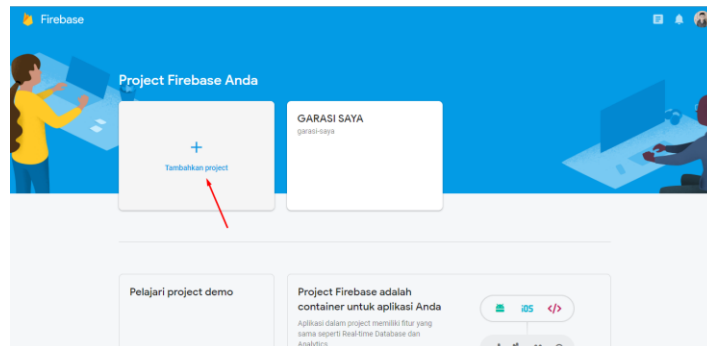 Firebase
Project Firebase Anda
Tambahkan project
GARASI SAYA
garasi-saya
Pelajari project demo
Project Firebase adalah
container untuk aplikasi Anda
Aplikasi dalam project memiliki fitur yang
sama seperti Real-time Database dan
Analytics
iOS </>